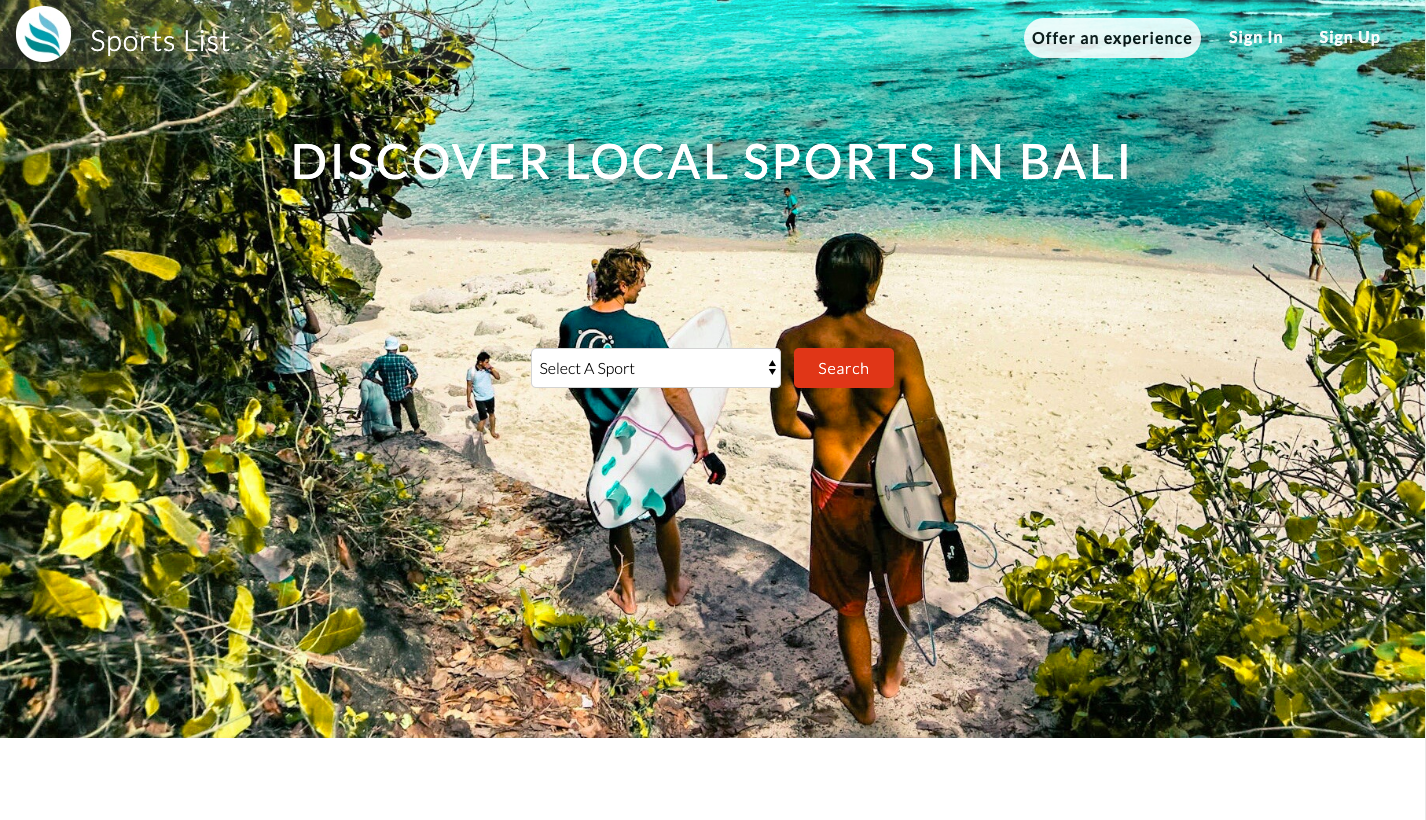 Sports List
Offer an experience
Sign In
Sign Up
DISCOVER LOCAL SPORTS IN BALI
Select A Sport
Search